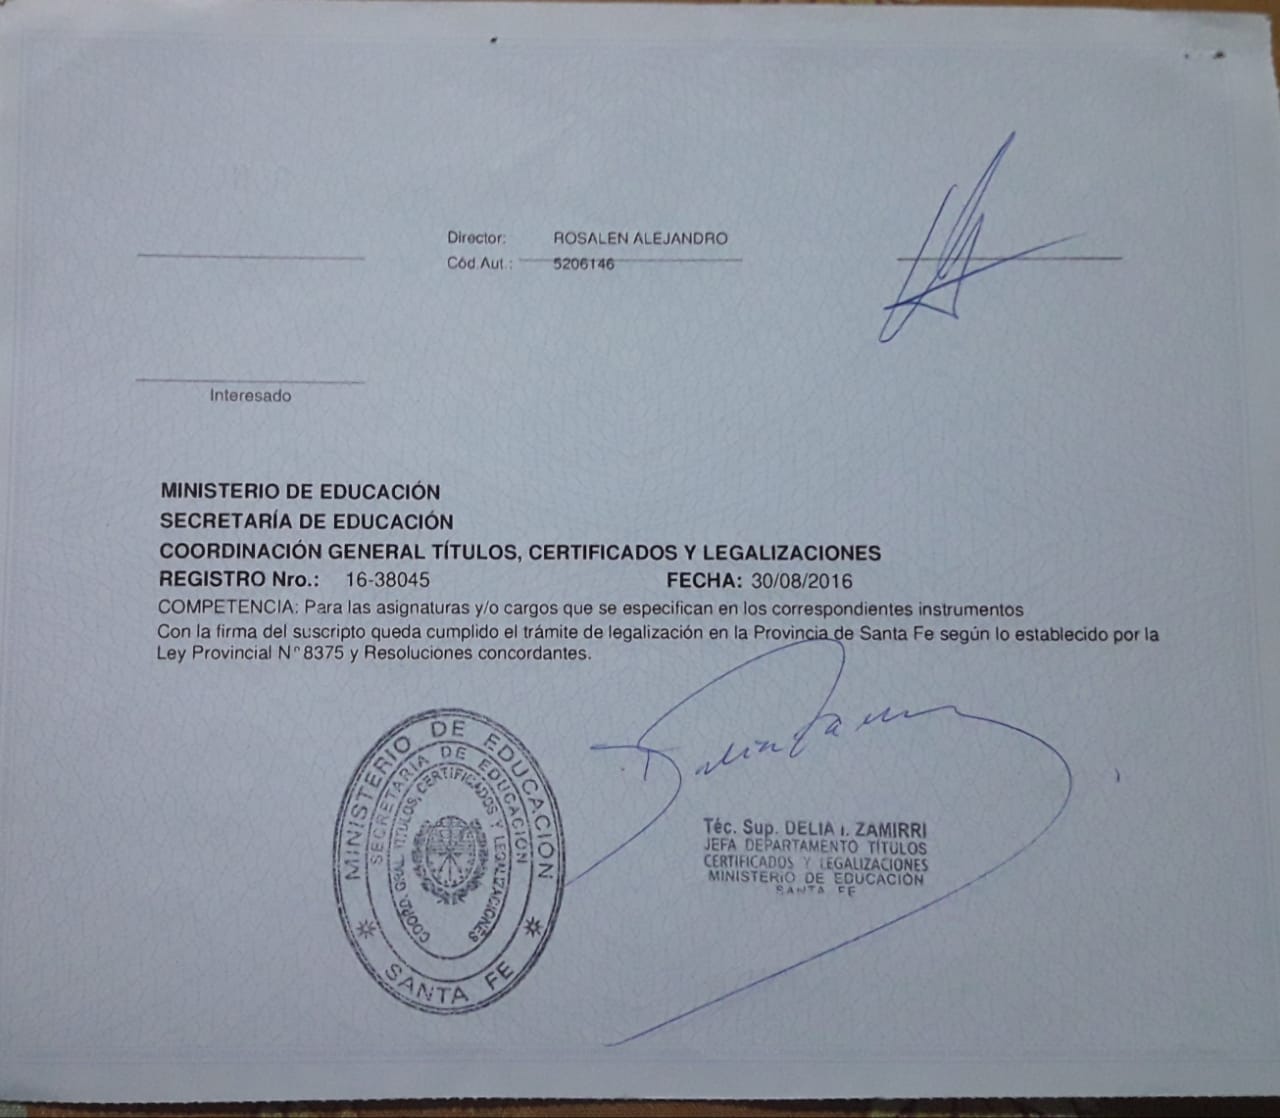 Director: ROSALEN ALEJANDRO
Cód.Aut.: 5206146
Interesado
MINISTERIO DE EDUCACIÓN
SECRETARÍA DE EDUCACIÓN
COORDINACIÓN GENERAL TÍTULOS, CERTIFICADOS Y LEGALIZACIONES
REGISTRO Nro.: 16-38045 FECHA: 30/08/2016
COMPETENCIA: Para las asignaturas y/o cargos que se especifican en los correspondientes instrumentos
Con la firma del suscripto queda cumplido el trámite de legalización en la Provincia de Santa Fe según lo establecido por la
Ley Provincial N° 8375 y Resoluciones concordantes.
MINISTERIO DE EDUCACIÓN
SECRETARIA DE EDUCACIÓN
COORD. GRAL. TÍTULOS, CERTIFICADOS Y LEGALIZACIONES
SANTA FE
Téc. Sup. DELIA I. ZAMIRRI
JEFA DEPARTAMENTO TÍTULOS
CERTIFICADOS Y LEGALIZACIONES
MINISTERIO DE EDUCACIÓN
SANTA FE